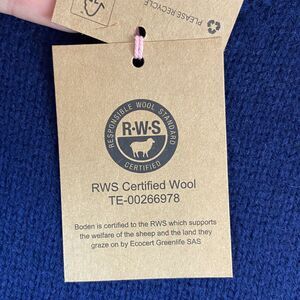 PLEASE RECYCLE
RESPONSIBLE WOOL STANDARD
R·W·S
CERTIFIED
RWS Certified Wool
TE-00266978
Boden is certified to the RWS which supports
the welfare of the sheep and the land they
graze on by Ecocert Greenlife SAS